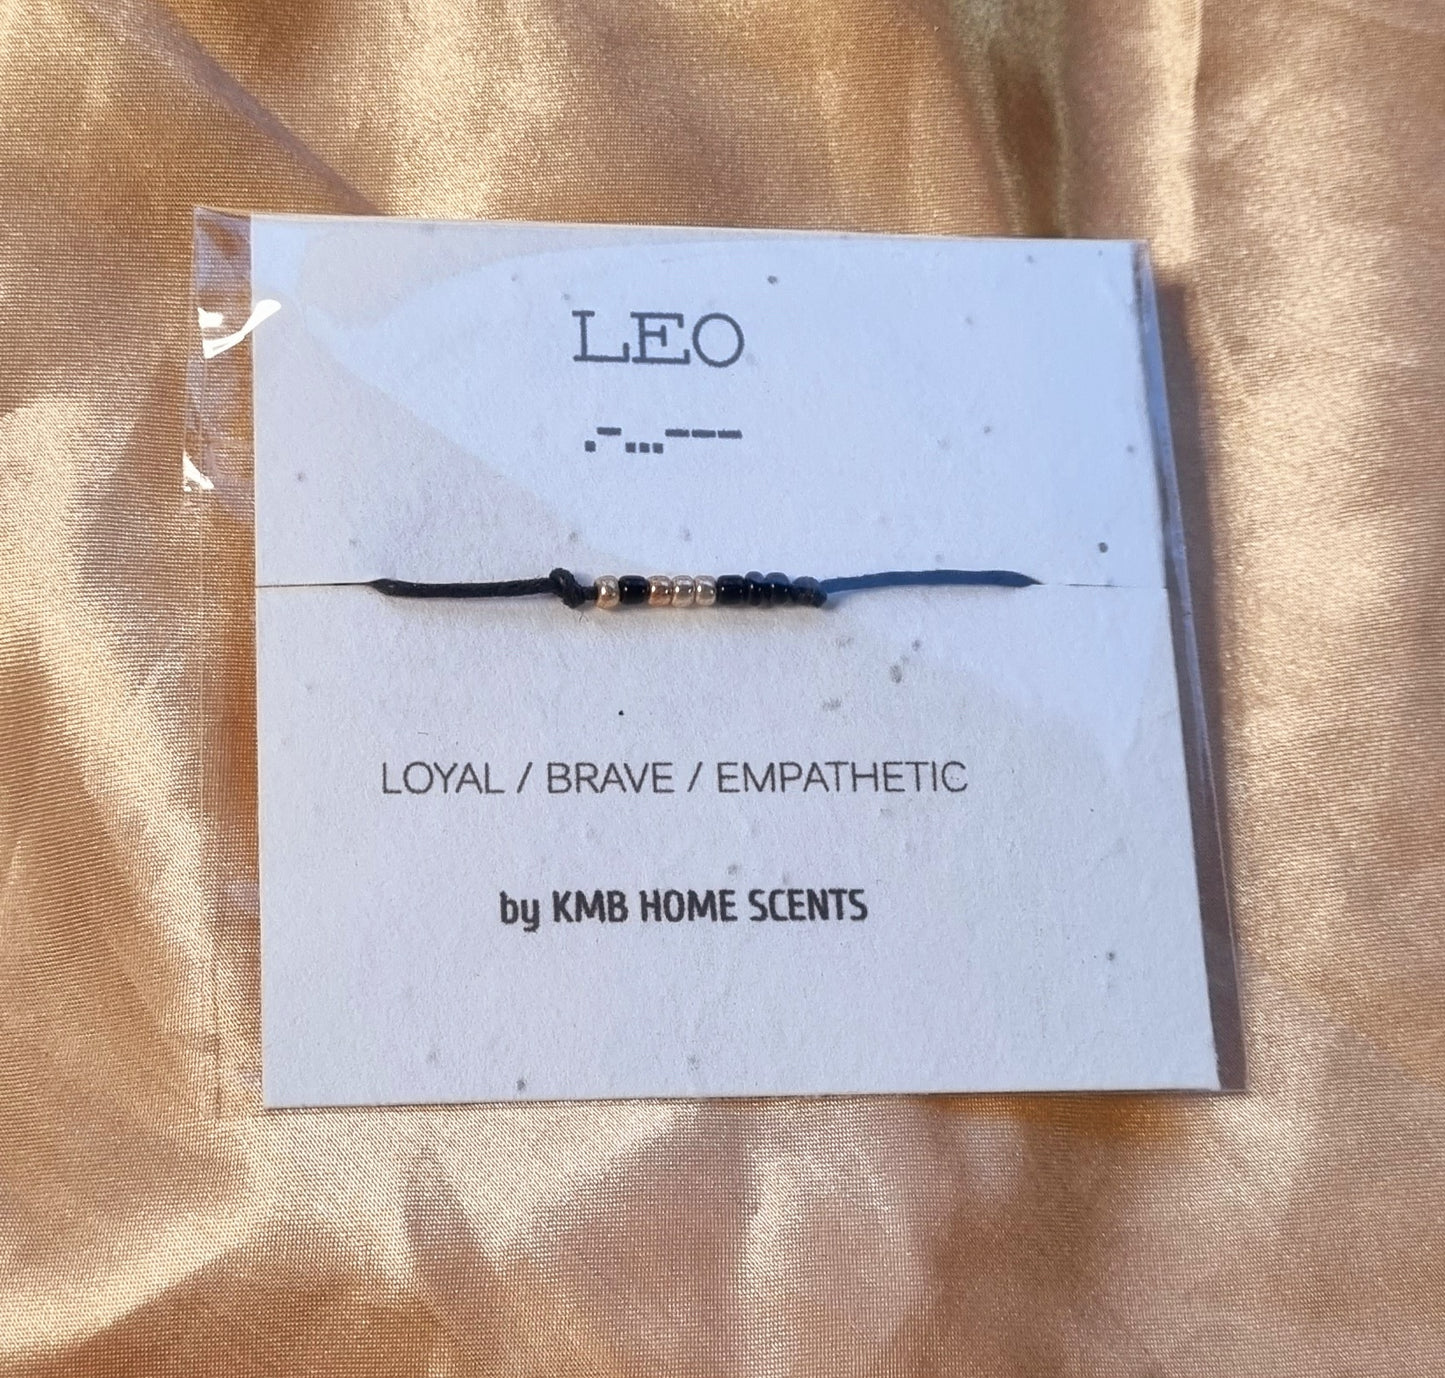 LEO
.-...---
LOYAL / BRAVE / EMPATHETIC
by KMB HOME SCENTS